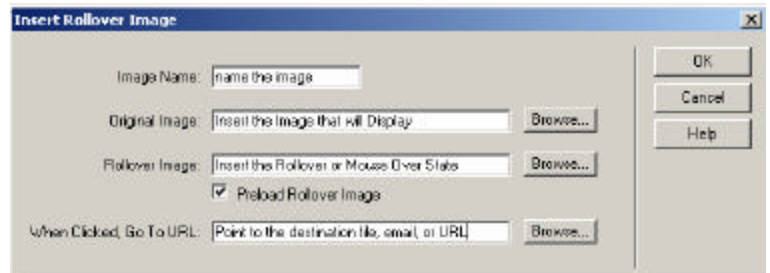 Insert Rollover Image
Image Name: name the image
OK
Cancel
Original Image: Insert the Image that will Display Browse...
Help
Rollover Image: Insert the Rollover or Mouse Over State Browse...
Preload Rollover Image
When Clicked, Go To URL: Point to the destination file, email, or URL Browse...